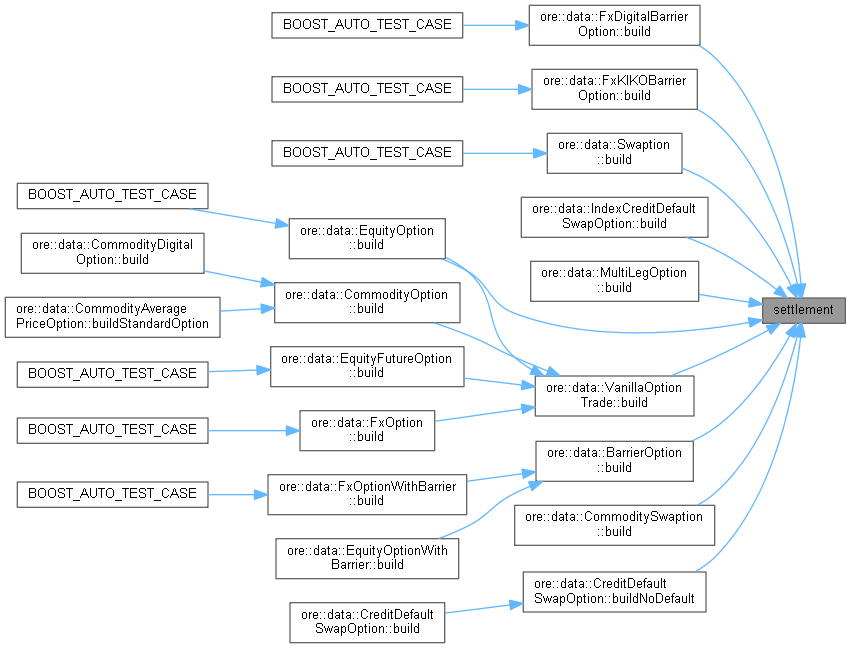 BOOST_AUTO_TEST_CASE
ore::data::FxDigitalBarrier
Option::build
BOOST_AUTO_TEST_CASE
ore::data::FxKIKOBarrier
Option::build
BOOST_AUTO_TEST_CASE
ore::data::Swaption
::build
BOOST_AUTO_TEST_CASE
ore::data::EquityOption
::build
ore::data::IndexCreditDefault
SwapOption::build
ore::data::CommodityDigital
Option::build
ore::data::CommodityOption
::build
ore::data::MultiLegOption
::build
ore::data::CommodityAverage
PriceOption::buildStandardOption
settlement
BOOST_AUTO_TEST_CASE
ore::data::EquityFutureOption
::build
ore::data::VanillaOption
Trade::build
BOOST_AUTO_TEST_CASE
ore::data::FxOption
::build
ore::data::BarrierOption
::build
BOOST_AUTO_TEST_CASE
ore::data::FxOptionWithBarrier
::build
ore::data::CommoditySwaption
::build
ore::data::EquityOptionWith
Barrier::build
ore::data::CreditDefault
SwapOption::buildNoDefault
ore::data::CreditDefault
SwapOption::build